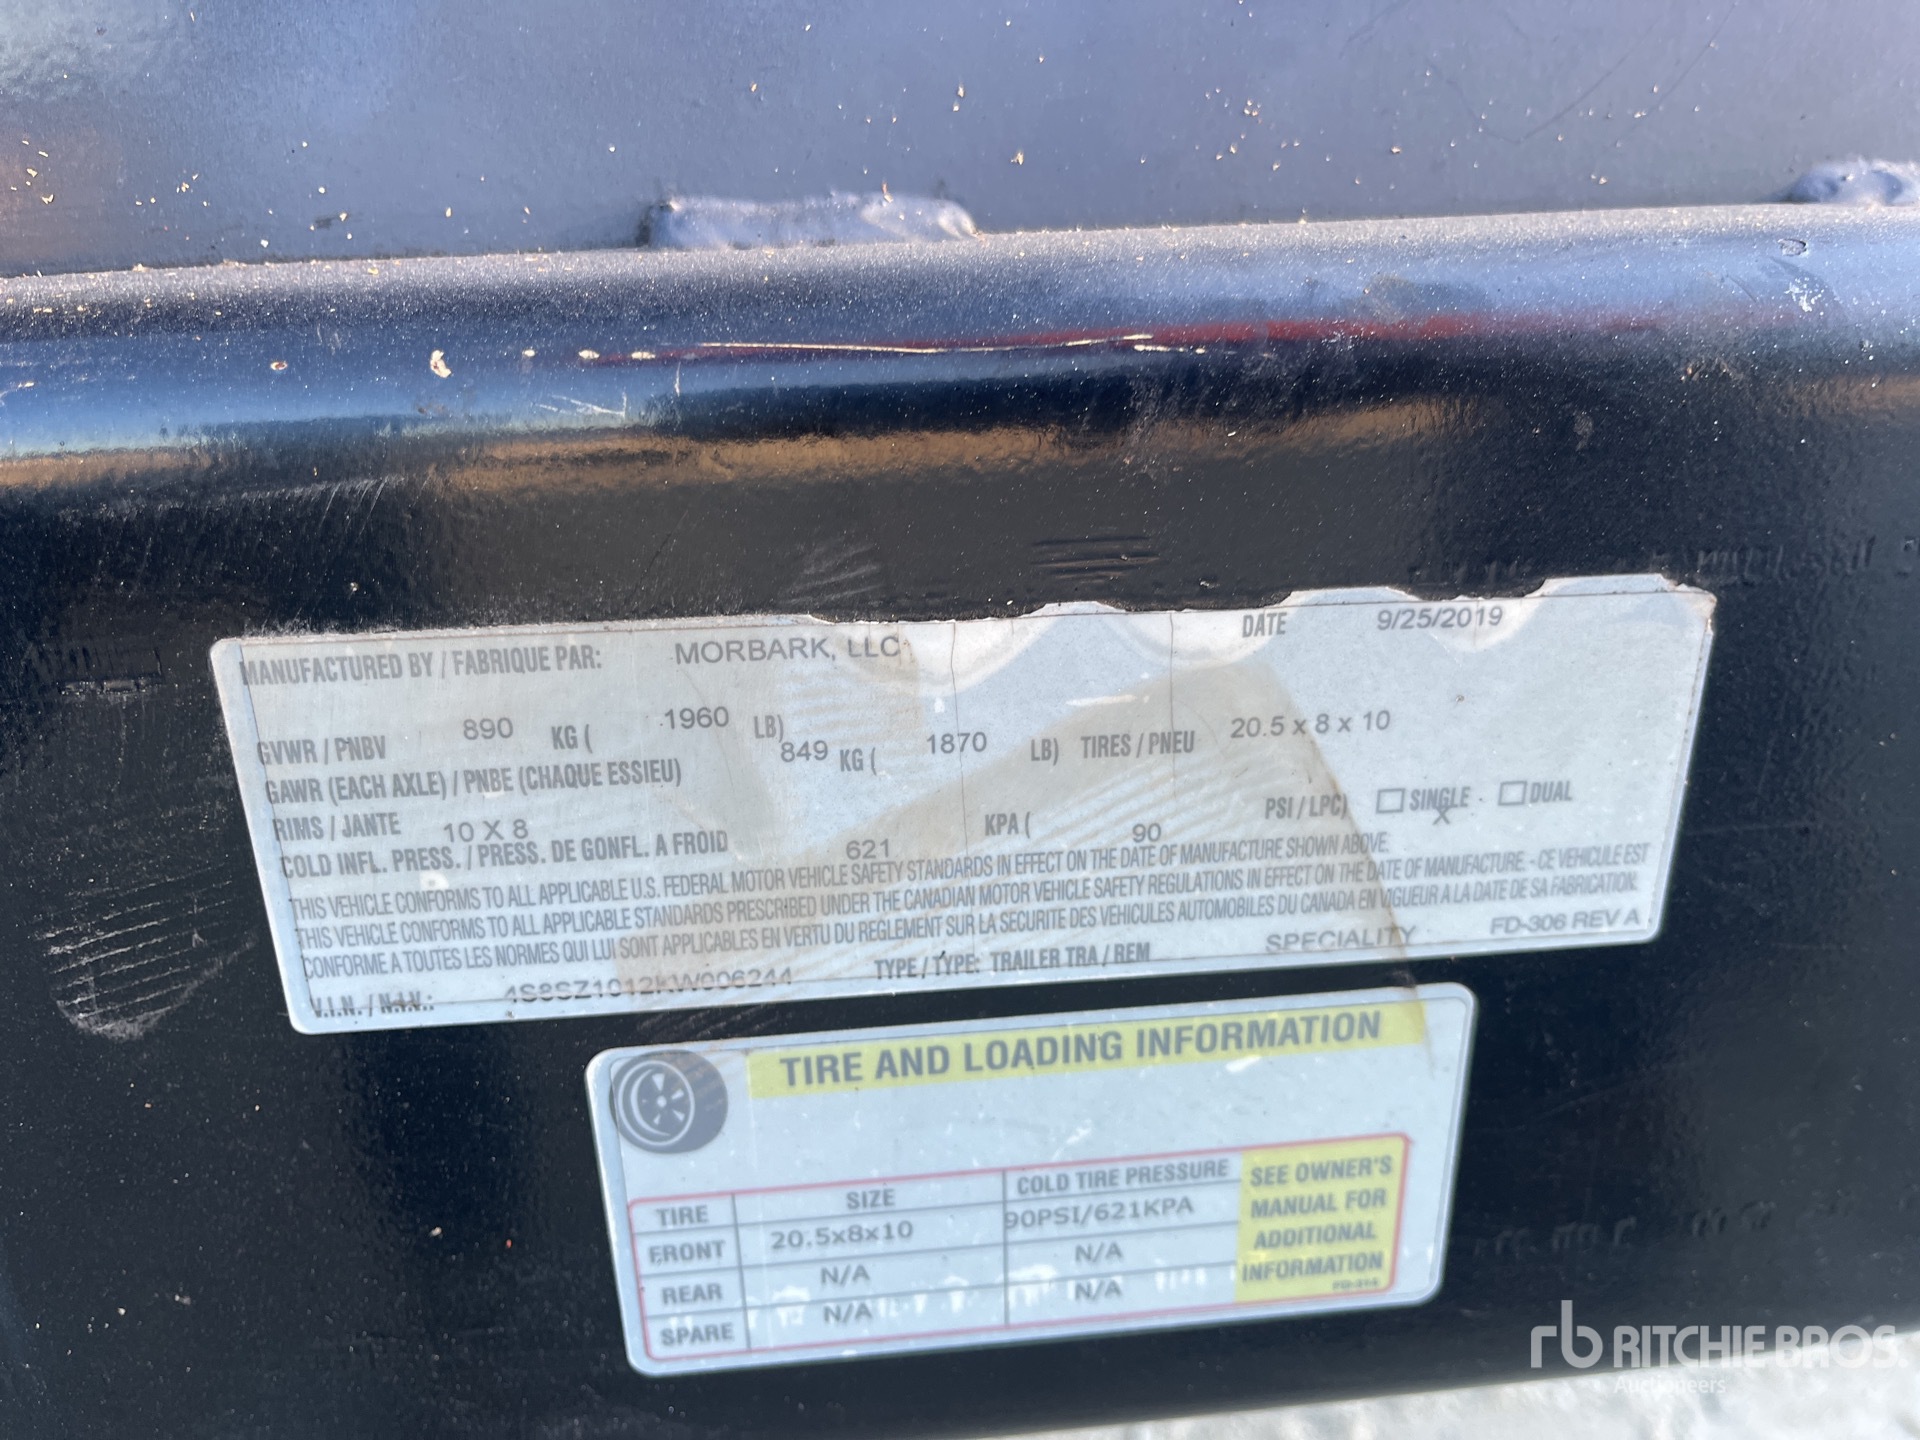 MANUFACTURED BY / FABRIQUE PAR: MORBARK, LLC DATE 9/25/2019
GVWR / PNBV 890 KG ( 1960 LB)
GAWR (EACH AXLE) / PNBE (CHAQUE ESSIEU) 849 KG ( 1870 LB) TIRES / PNEU 20.5 x 8 x 10
RIMS / JANTE 10 X 8
COLD INFL. PRESS. / PRESS. DE GONFL. A FROID 621 KPA ( 90 PSI / LPC) SINGLE X DUAL
THIS VEHICLE CONFORMS TO ALL APPLICABLE U.S. FEDERAL MOTOR VEHICLE SAFETY STANDARDS IN EFFECT ON THE DATE OF MANUFACTURE SHOWN ABOVE.
THIS VEHICLE CONFORMS TO ALL APPLICABLE STANDARDS PRESCRIBED UNDER THE CANADIAN MOTOR VEHICLE SAFETY REGULATIONS IN EFFECT ON THE DATE OF MANUFACTURE - CE VEHICULE EST
CONFORME A TOUTES LES NORMES QUI LUI SONT APPLICABLES EN VERTU DU REGLEMENT SUR LA SECURITE DES VEHICULES AUTOMOBILES DU CANADA EN VIGUEUR A LA DATE DE SA FABRICATION.
V.I.N. / N.I.V.: 4S8SZ1012KW006244 TYPE / TYPE: TRAILER TRA / REM SPECIALITY FD-306 REV A
TIRE AND LOADING INFORMATION
TIRE SIZE COLD TIRE PRESSURE
FRONT 20.5x8x10 90PSI/621KPA
REAR N/A N/A
SPARE N/A N/A
SEE OWNER'S
MANUAL FOR
ADDITIONAL
INFORMATION
rb RITCHIE BROS.
Auctioneers